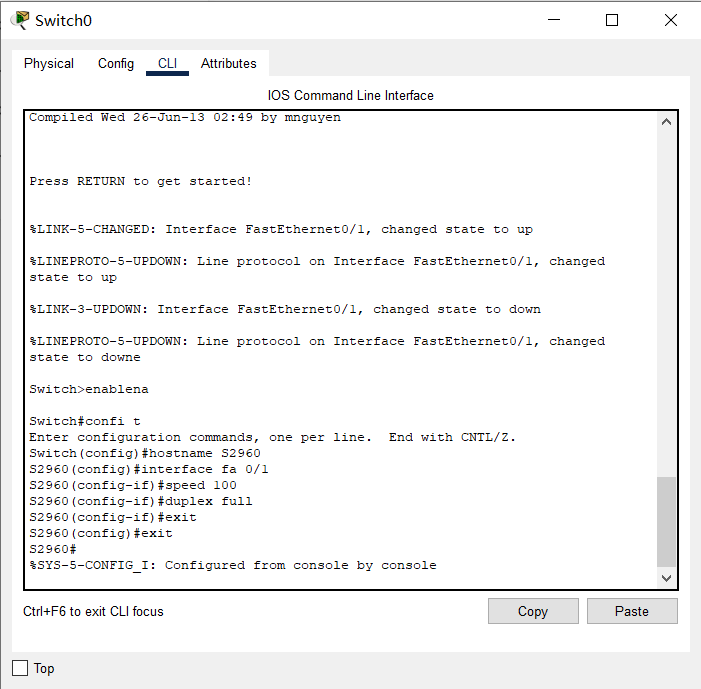 Switch0
Physical Config CLI Attributes
IOS Command Line Interface
Compiled Wed 26-Jun-13 02:49 by mnguyen
Press RETURN to get started!
%LINK-5-CHANGED: Interface FastEthernet0/1, changed state to up
%LINEPROTO-5-UPDOWN: Line protocol on Interface FastEthernet0/1, changed
state to up
%LINK-3-UPDOWN: Interface FastEthernet0/1, changed state to down
%LINEPROTO-5-UPDOWN: Line protocol on Interface FastEthernet0/1, changed
state to downe
Switch>enablena
Switch#confi t
Enter configuration commands, one per line.  End with CNTL/Z.
Switch(config)#hostname S2960
S2960(config)#interface fa 0/1
S2960(config-if)#speed 100
S2960(config-if)#duplex full
S2960(config-if)#exit
S2960(config)#exit
S2960#
%SYS-5-CONFIG_I: Configured from console by console
Ctrl+F6 to exit CLI focus
Copy Paste
Top